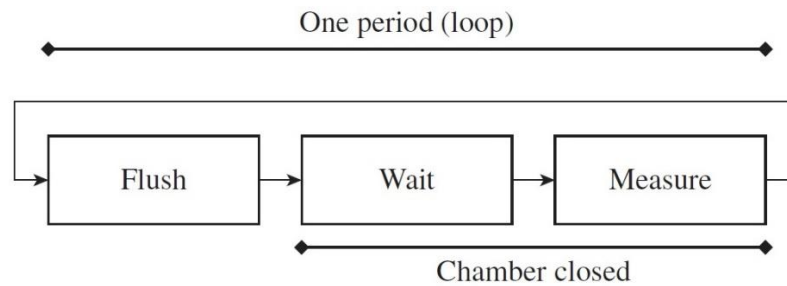 One period (loop)
Flush
Wait
Measure
Chamber closed